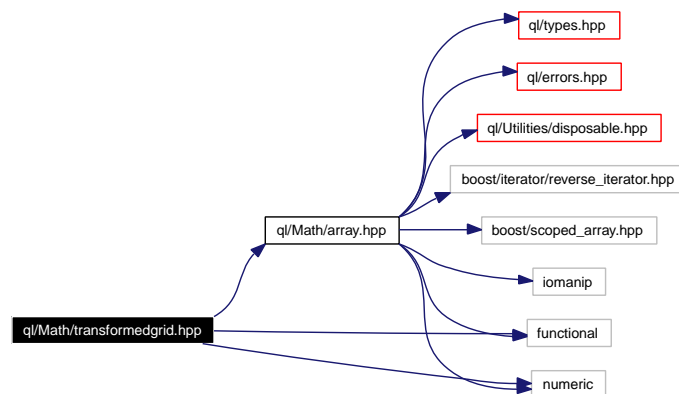 ql/types.hpp
ql/errors.hpp
ql/Utilities/disposable.hpp
boost/iterator/reverse_iterator.hpp
ql/Math/array.hpp
boost/scoped_array.hpp
iomanip
ql/Math/transformedgrid.hpp
functional
numeric